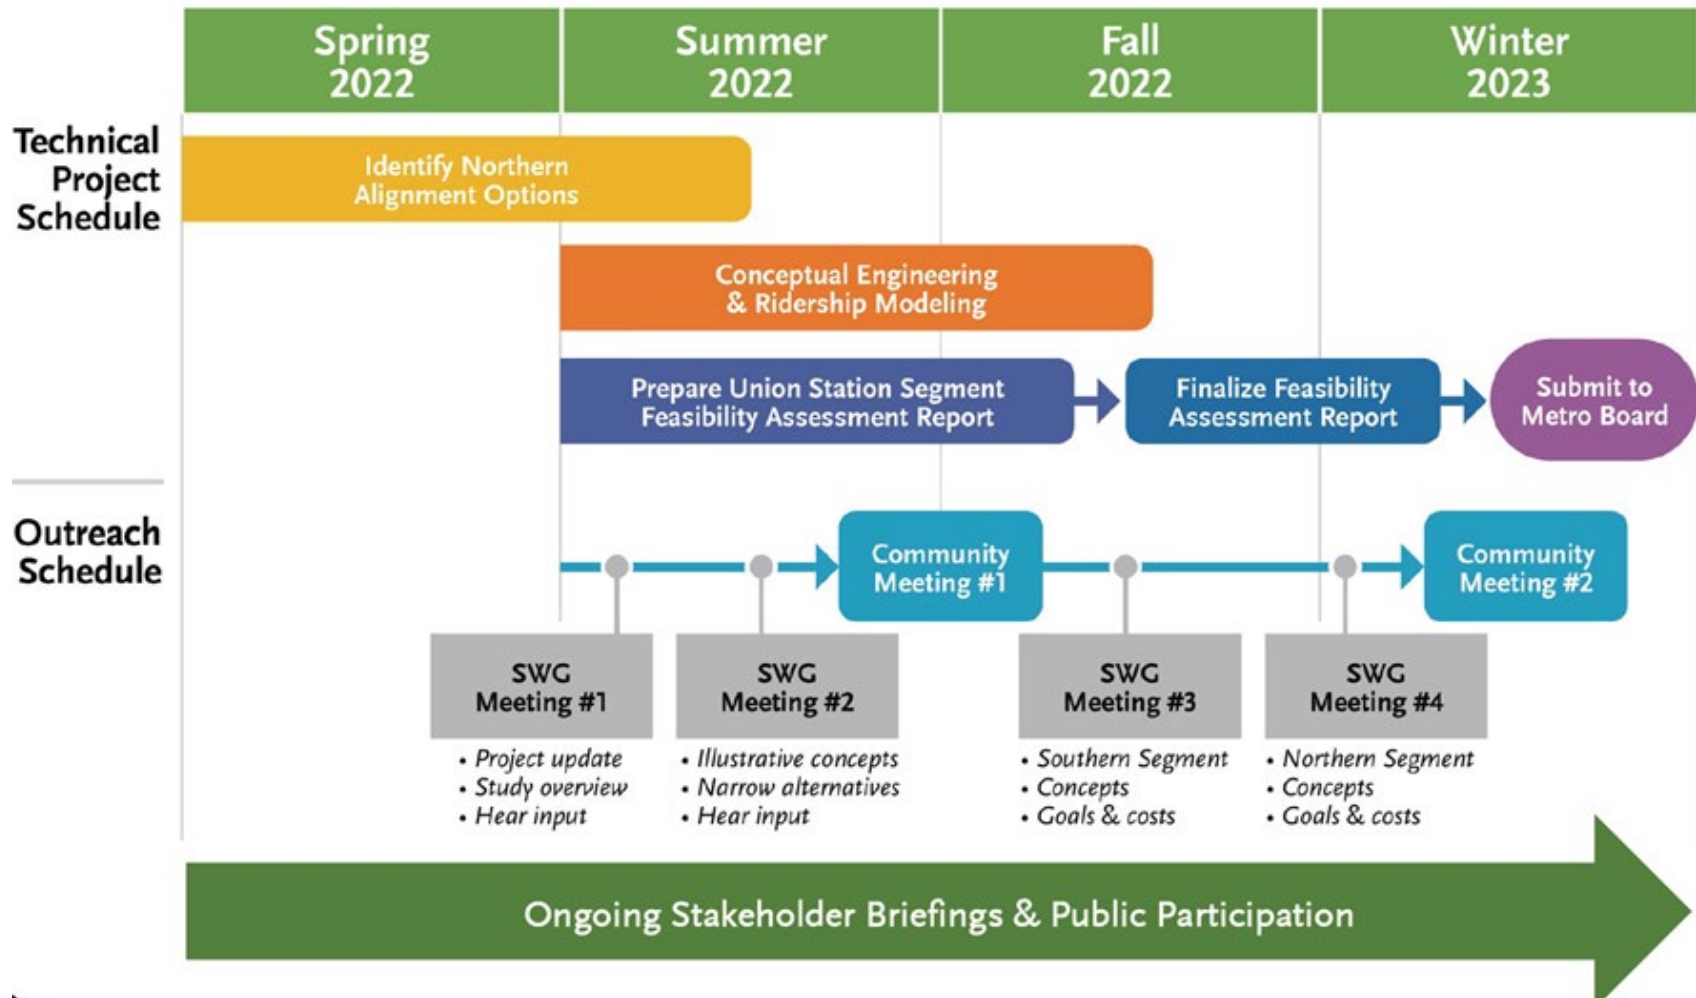 Spring
2022
Summer
2022
Fall
2022
Winter
2023
Technical
Project
Schedule
Identify Northern
Alignment Options
Conceptual Engineering
& Ridership Modeling
Prepare Union Station Segment
Feasibility Assessment Report
Finalize Feasibility
Assessment Report
Submit to
Metro Board
Outreach
Schedule
Community
Meeting #1
Community
Meeting #2
SWG
Meeting #1
• Project update
• Study overview
• Hear input
SWG
Meeting #2
• Illustrative concepts
• Narrow alternatives
• Hear input
SWG
Meeting #3
• Southern Segment
• Concepts
• Goals & costs
SWG
Meeting #4
• Northern Segment
• Concepts
• Goals & costs
Ongoing Stakeholder Briefings & Public Participation